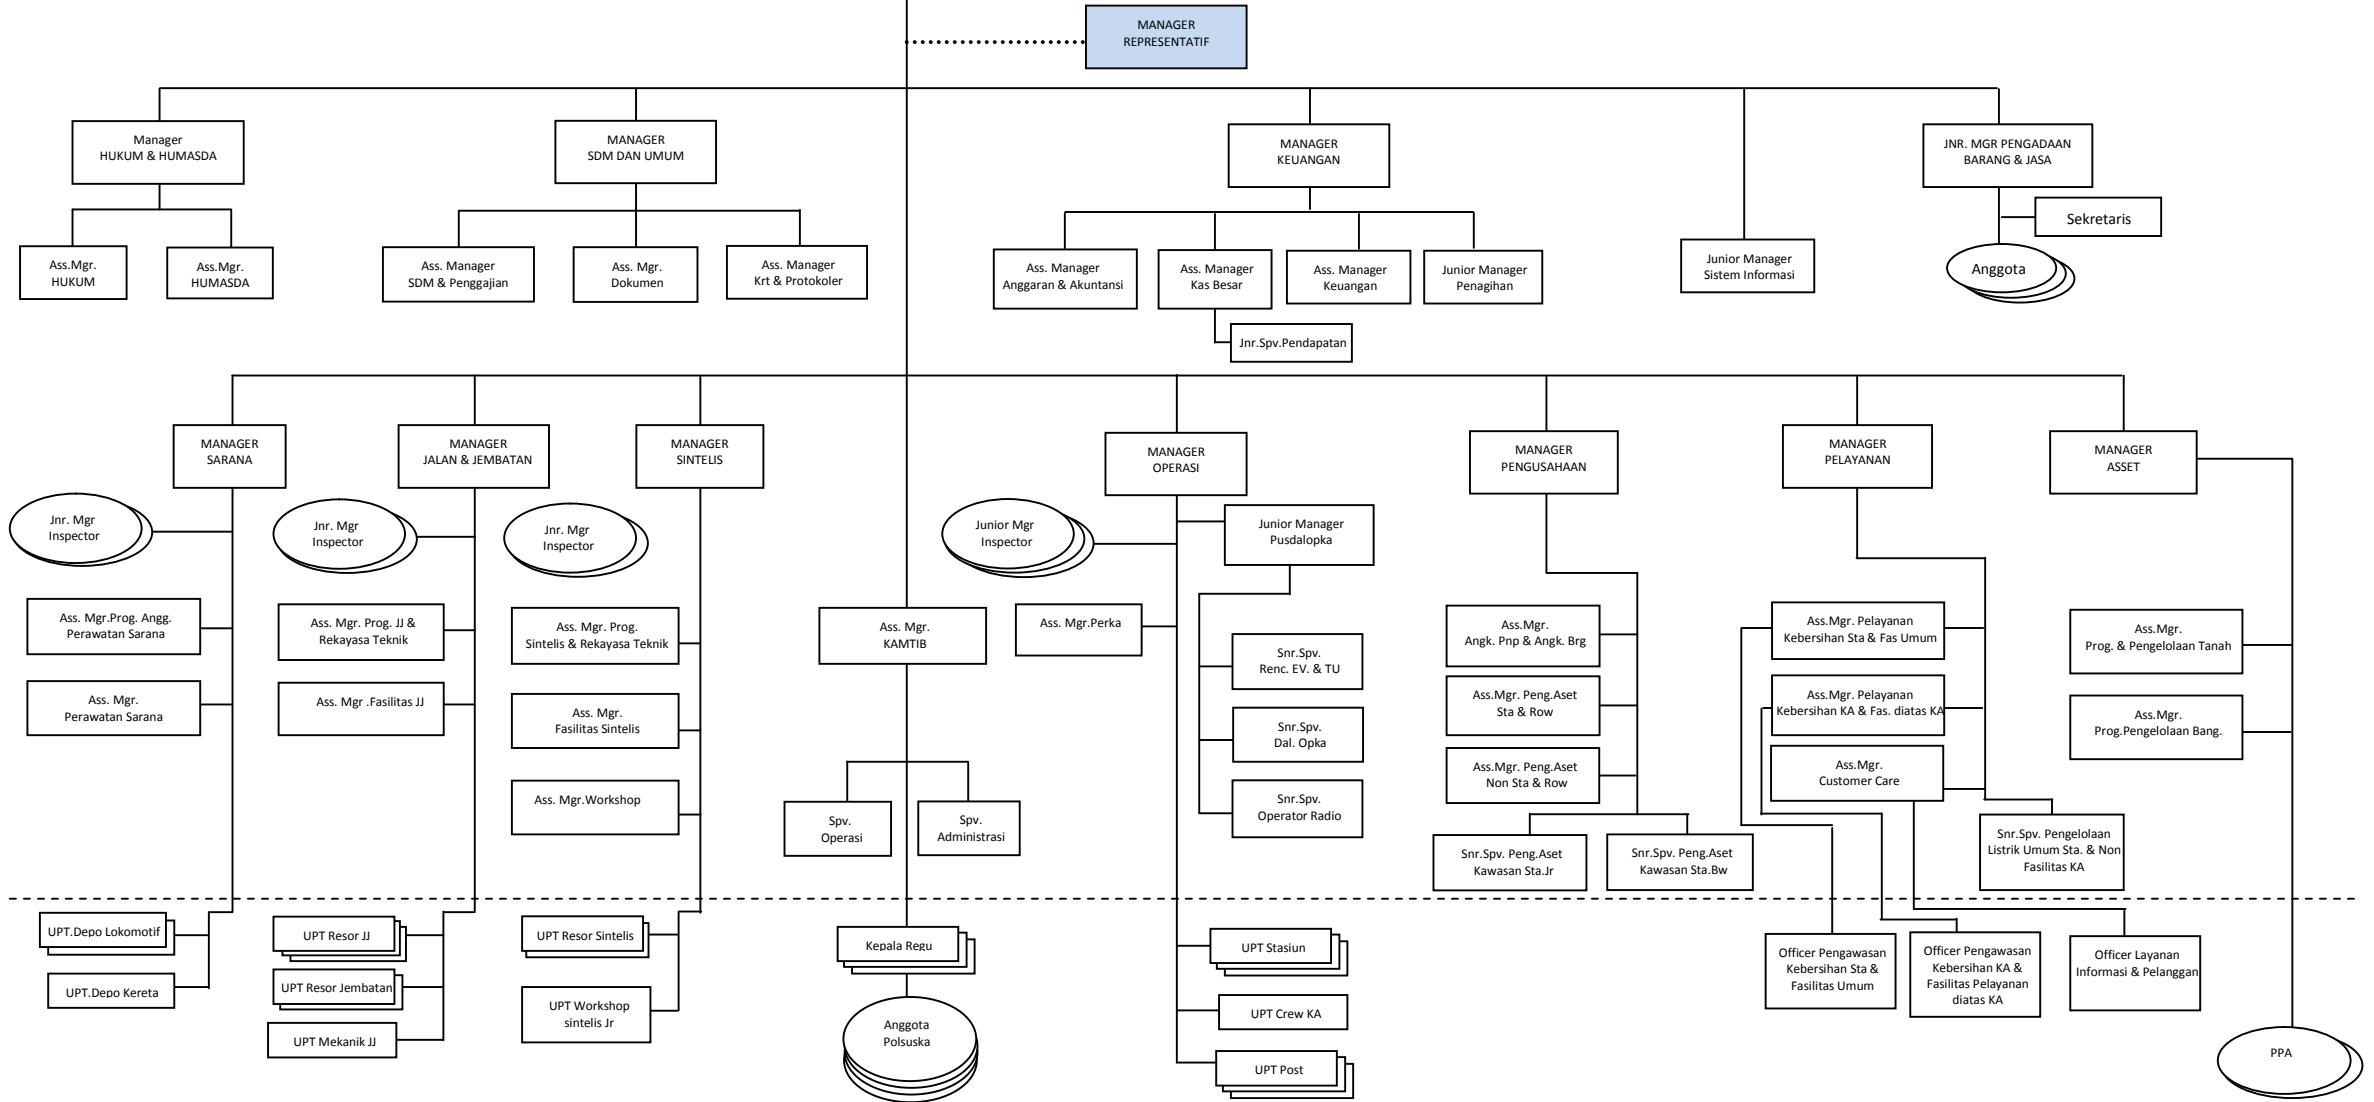 MANAGER
REPRESENTATIF
Manager
HUKUM & HUMASDA
MANAGER
SDM DAN UMUM
MANAGER
KEUANGAN
JNR. MGR PENGADAAN
BARANG & JASA
Sekretaris
Anggota
Ass.Mgr.
HUKUM
Ass.Mgr.
HUMASDA
Ass. Manager
SDM & Penggajian
Ass. Mgr.
Dokumen
Ass. Manager
Krt & Protokoler
Ass. Manager
Anggaran & Akuntansi
Ass. Manager
Kas Besar
Ass. Manager
Keuangan
Junior Manager
Penagihan
Junior Manager
Sistem Informasi
Jnr.Spv.Pendapatan
MANAGER
SARANA
MANAGER
JALAN & JEMBATAN
MANAGER
SINTELIS
MANAGER
OPERASI
MANAGER
PENGUSAHAAN
MANAGER
PELAYANAN
MANAGER
ASSET
Jnr. Mgr
Inspector
Jnr. Mgr
Inspector
Jnr. Mgr
Inspector
Junior Mgr
Inspector
Junior Manager
Pusdalopka
Ass. Mgr.Prog. Angg.
Perawatan Sarana
Ass. Mgr. Prog. JJ &
Rekayasa Teknik
Ass. Mgr. Prog.
Sintelis & Rekayasa Teknik
Ass. Mgr.
KAMTIB
Ass. Mgr.Perka
Snr.Spv.
Renc. EV. & TU
Ass.Mgr.
Angk. Pnp & Angk. Brg
Ass.Mgr. Pelayanan
Kebersihan Sta & Fas Umum
Ass.Mgr.
Prog. & Pengelolaan Tanah
Ass. Mgr.
Perawatan Sarana
Ass. Mgr .Fasilitas JJ
Ass. Mgr.
Fasilitas Sintelis
Snr.Spv.
Dal. Opka
Ass.Mgr. Peng.Aset
Sta & Row
Ass.Mgr. Pelayanan
Kebersihan KA & Fas. diatas KA
Ass.Mgr.
Prog.Pengelolaan Bang.
Ass. Mgr.Workshop
Spv.
Operasi
Spv.
Administrasi
Snr.Spv.
Operator Radio
Ass.Mgr. Peng.Aset
Non Sta & Row
Ass.Mgr.
Customer Care
Snr.Spv. Peng.Aset
Kawasan Sta.Jr
Snr.Spv. Peng.Aset
Kawasan Sta.Bw
Snr.Spv. Pengelolaan
Listrik Umum Sta. & Non
Fasilitas KA
UPT.Depo Lokomotif
UPT Resor JJ
UPT Resor Sintelis
Kepala Regu
UPT Stasiun
Officer Pengawasan
Kebersihan Sta &
Fasilitas Umum
Officer Pengawasan
Kebersihan KA &
Fasilitas Pelayanan
diatas KA
Officer Layanan
Informasi & Pelanggan
UPT.Depo Kereta
UPT Resor Jembatan
UPT Workshop
sintelis Jr
UPT Crew KA
UPT Mekanik JJ
Anggota
Polsuska
UPT Post
PPA